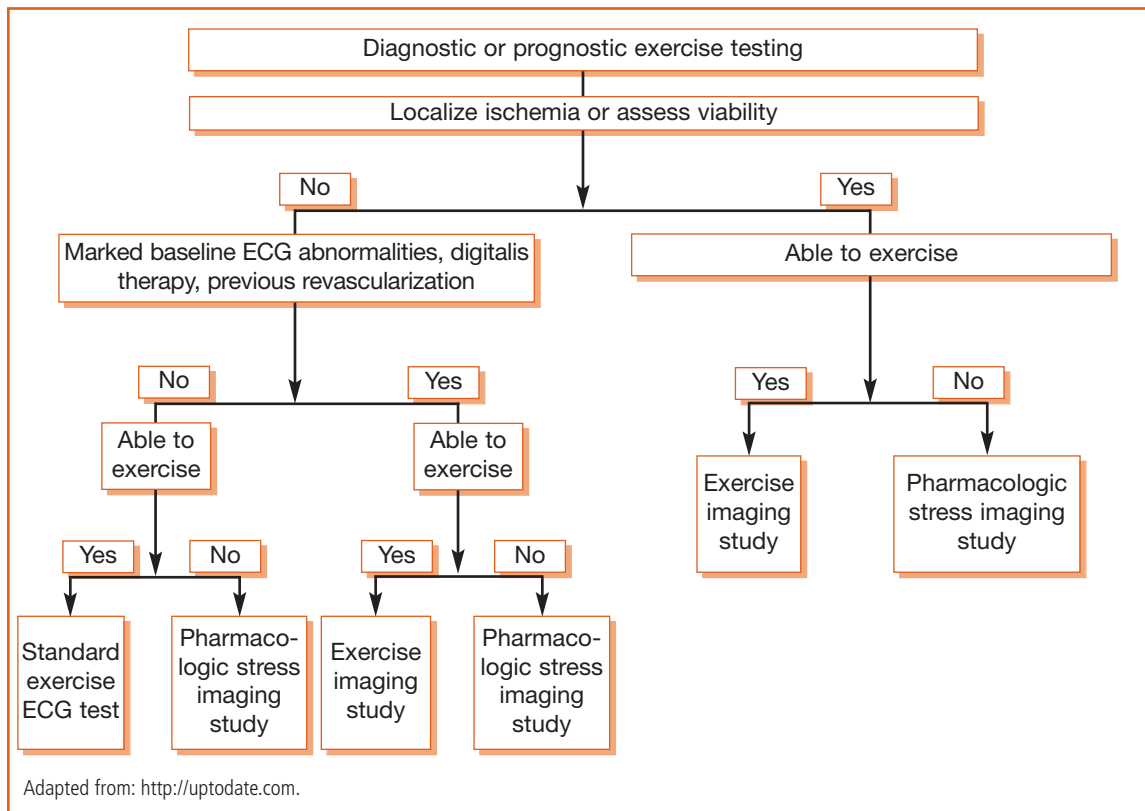 Diagnostic or prognostic exercise testing
Localize ischemia or assess viability
No
Yes
Marked baseline ECG abnormalities, digitalis
therapy, previous revascularization
Able to exercise
No
Yes
Able to
exercise
Able to
exercise
Yes
No
Exercise
imaging
study
Pharmacologic
stress imaging
study
Yes
No
Yes
No
Standard
exercise
ECG test
Pharmaco-
logic stress
imaging
study
Exercise
imaging
study
Pharmaco-
logic stress
imaging
study
Adapted from: http://uptodate.com.